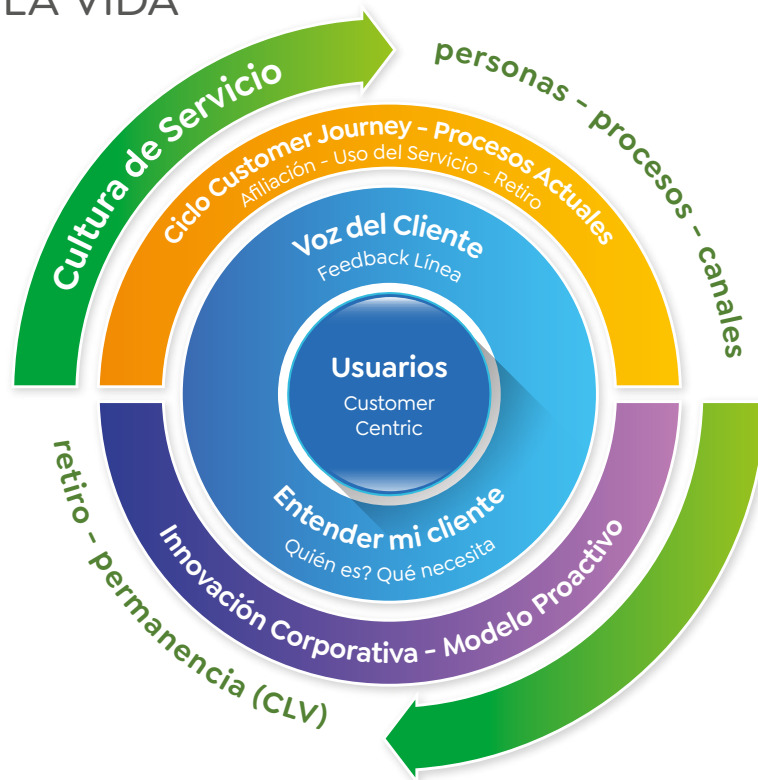 LA VIDA
Cultura de Servicio
personas - procesos - canales
Ciclo Customer Journey - Procesos Actuales
Afiliación - Uso del Servicio - Retiro
Voz del Cliente
Feedback Línea
Usuarios
Customer
Centric
Entender mi cliente
Quién es? Qué necesita
Innovación Corporativa - Modelo Proactivo
retiro - permanencia (CLV)